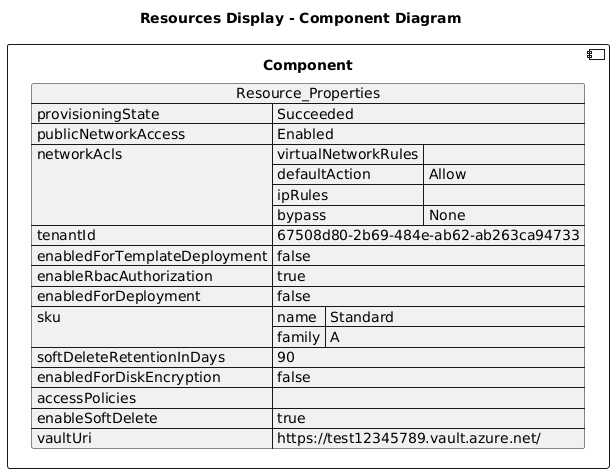 Resources Display - Component Diagram
Component
Resource_Properties
provisioningState Succeeded
publicNetworkAccess Enabled
networkAcls virtualNetworkRules
defaultAction Allow
ipRules
bypass None
tenantId 67508d80-2b69-484e-ab62-ab263ca94733
enabledForTemplateDeployment false
enableRbacAuthorization true
enabledForDeployment false
sku name Standard
family A
softDeleteRetentionInDays 90
enabledForDiskEncryption false
accessPolicies
enableSoftDelete true
vaultUri https://test12345789.vault.azure.net/